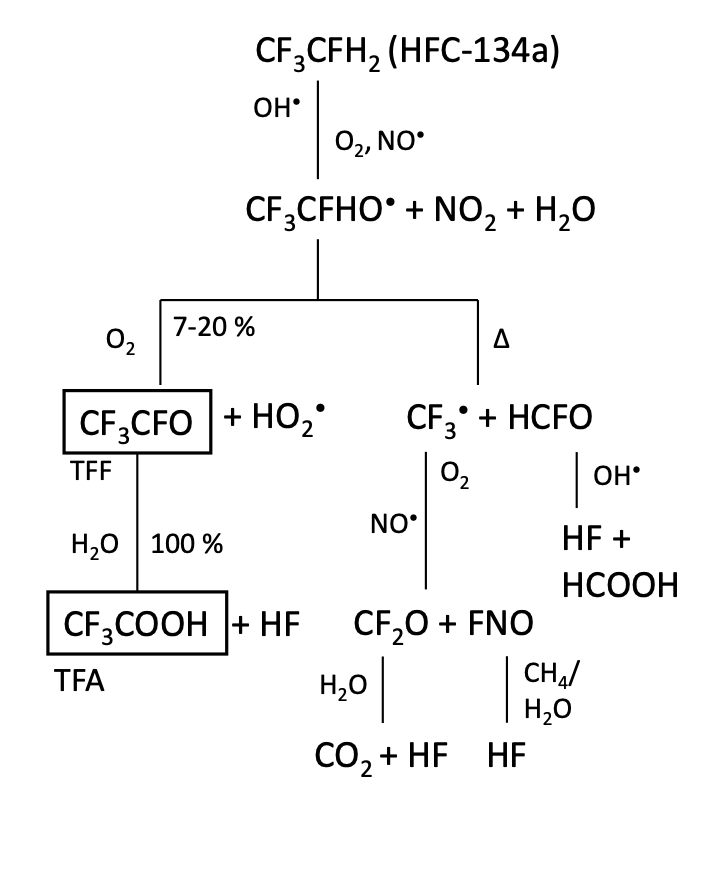 CF₃CFH₂ (HFC-134a)
OH•
O₂, NO•
CF₃CFHO• + NO₂ + H₂O
O₂
7-20 %
Δ
CF₃CFO + HO₂•
CF₃• + HCFO
TFF
O₂
OH•
NO•
H₂O
100 %
HF +
HCOOH
CF₃COOH + HF
CF₂O + FNO
TFA
H₂O
CH₄/
H₂O
CO₂ + HF
HF